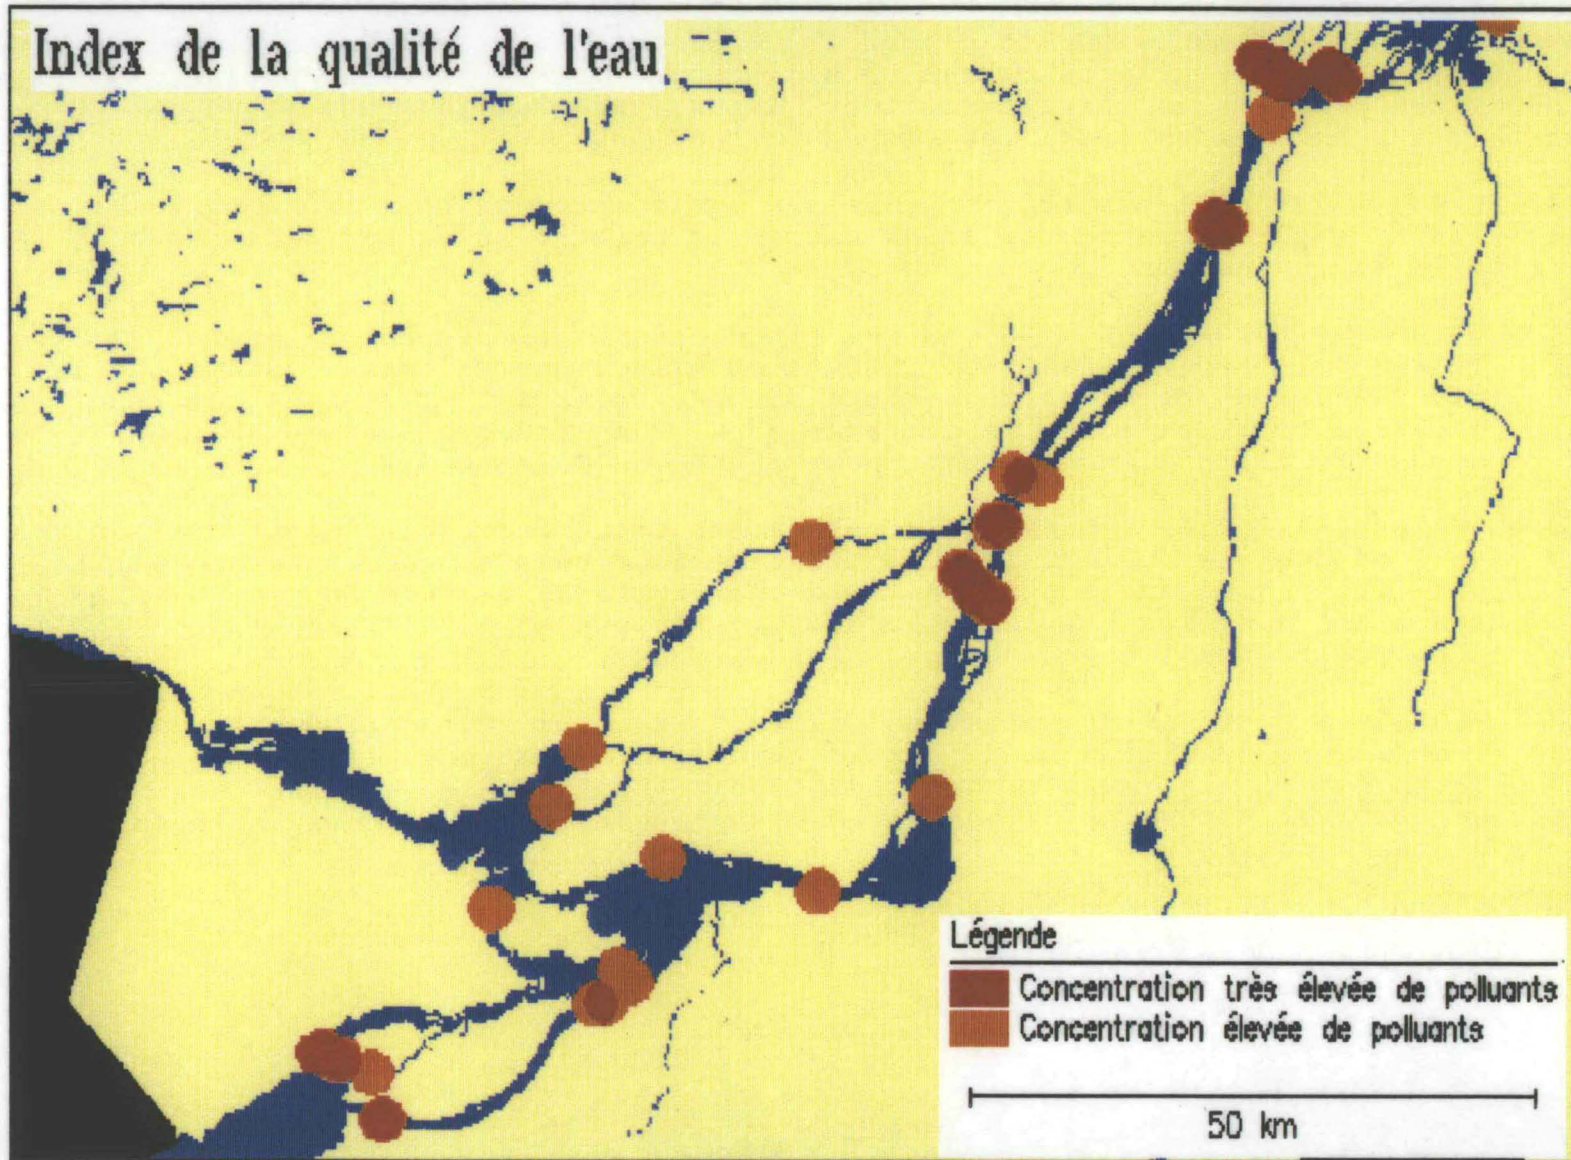 Index de la qualité de l'eau
Légende
Concentration très élevée de polluants
Concentration élevée de polluants
50 km